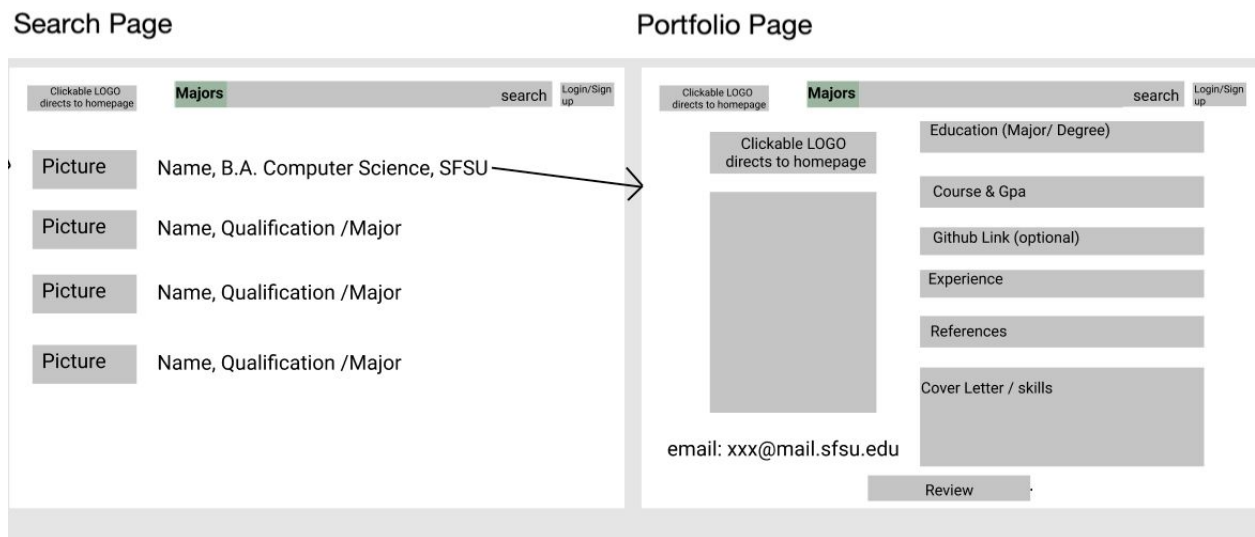 Search Page
Clickable LOGO
directs to homepage
Majors
search
Login/Sign
up
Picture
Name, B.A. Computer Science, SFSU
Picture
Name, Qualification /Major
Picture
Name, Qualification /Major
Picture
Name, Qualification /Major
Portfolio Page
Clickable LOGO
directs to homepage
Majors
search
Login/Sign
up
Clickable LOGO
directs to homepage
email: xxx@mail.sfsu.edu
Education (Major/ Degree)
Course & Gpa
Github Link (optional)
Experience
References
Cover Letter / skills
Review